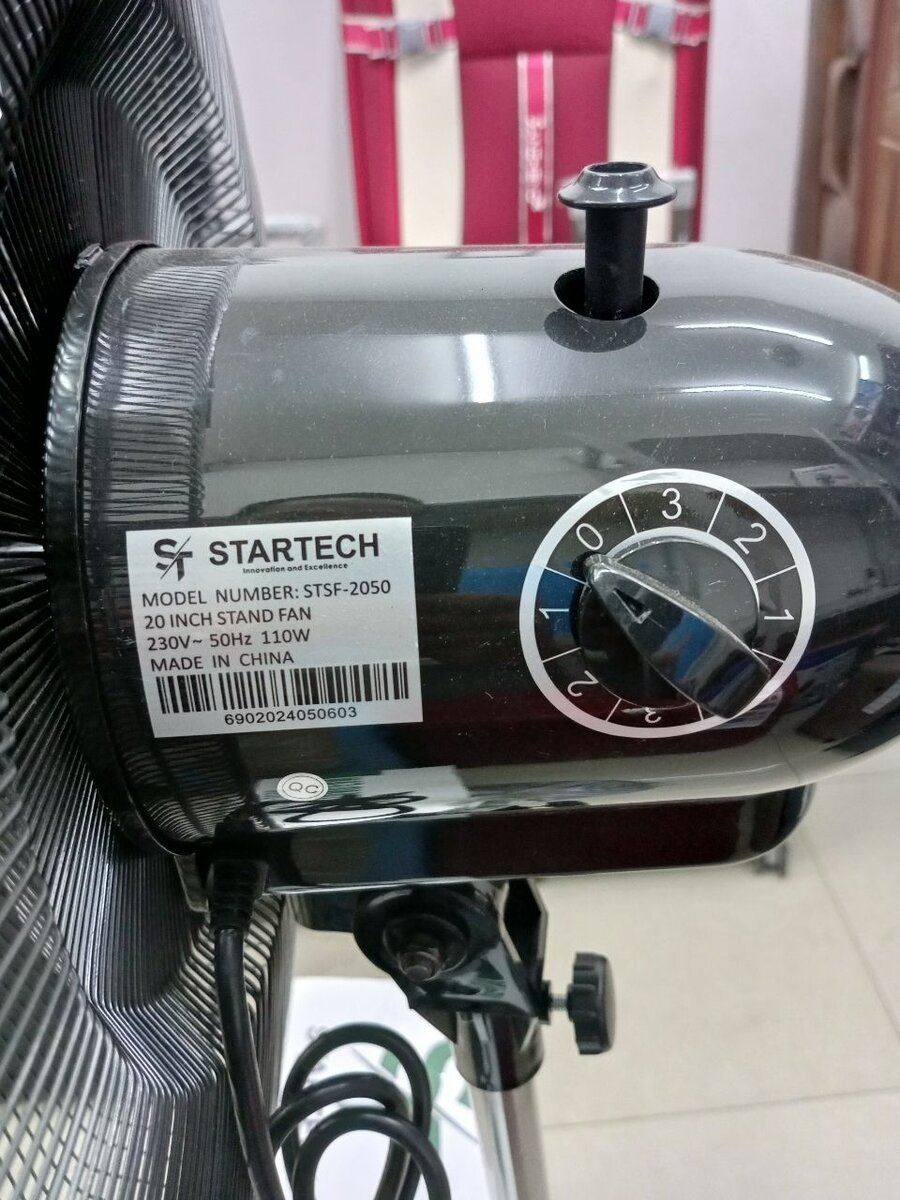 ST STARTECH
Innovation and Excellence
MODEL NUMBER: STSF-2050
20 INCH STAND FAN
230V~ 50Hz 110W
MADE IN CHINA
6902024050603
QC
0
3
2
1
1
2
3